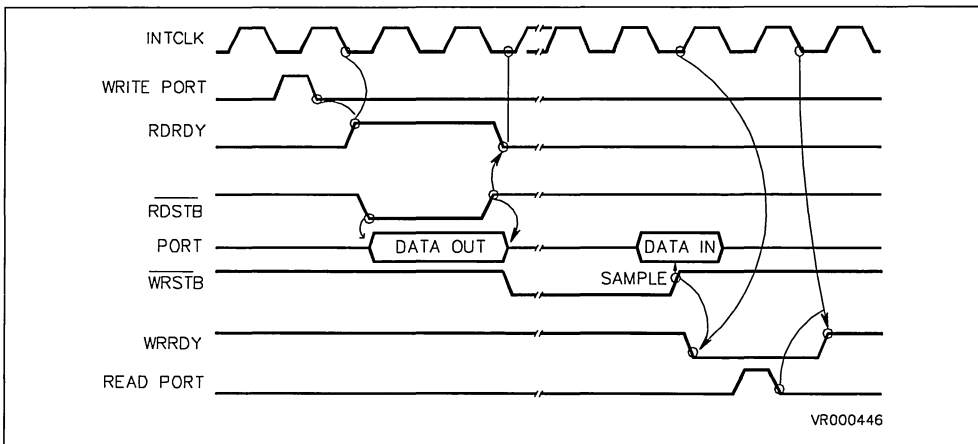 INTCLK
WRITE PORT
RDRDY
RDSTB
PORT DATA OUT DATA IN
WRSTB SAMPLE
WRRDY
READ PORT
VR000446